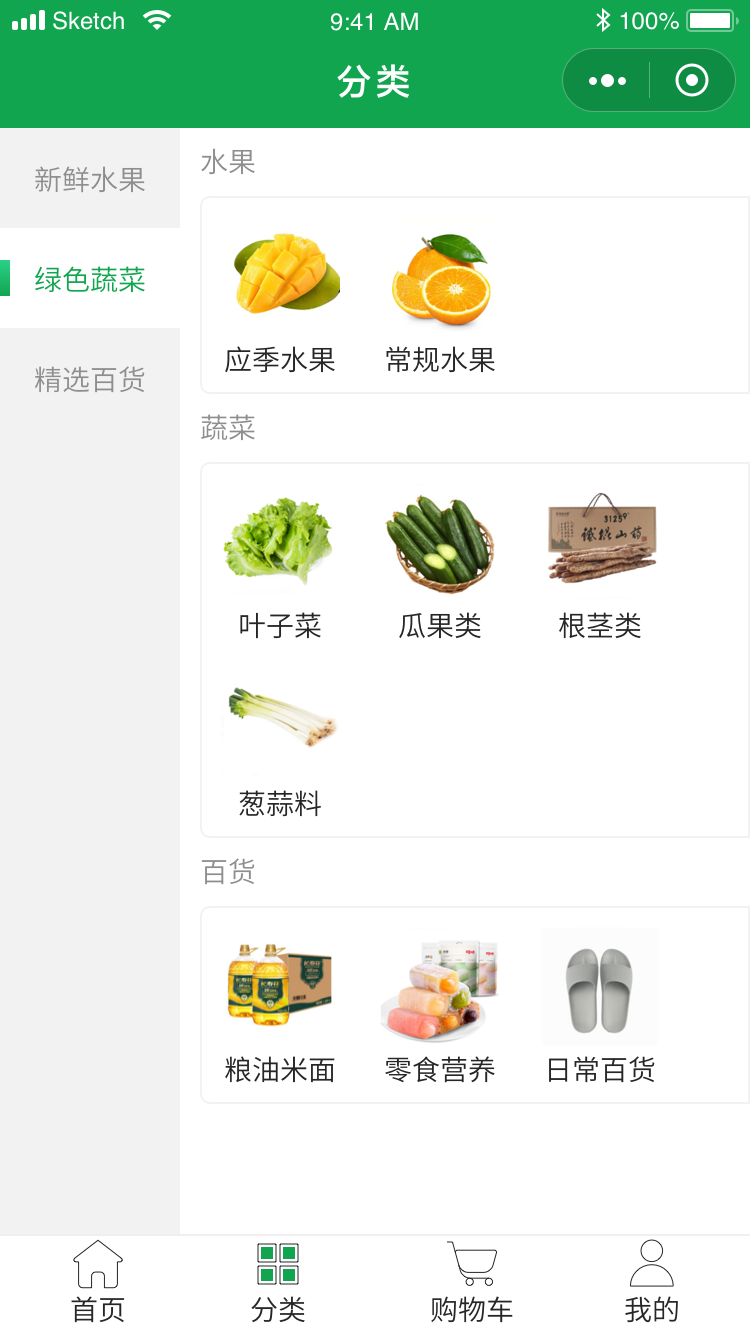 Sketch 9:41 AM 100%
分类
新鲜水果
绿色蔬菜
精选百货
水果
应季水果 常规水果
蔬菜
31259
铁棍山药
叶子菜 瓜果类 根茎类
葱蒜料
百货
长寿花
粮油米面 零食营养 日常百货
首页 分类 购物车 我的